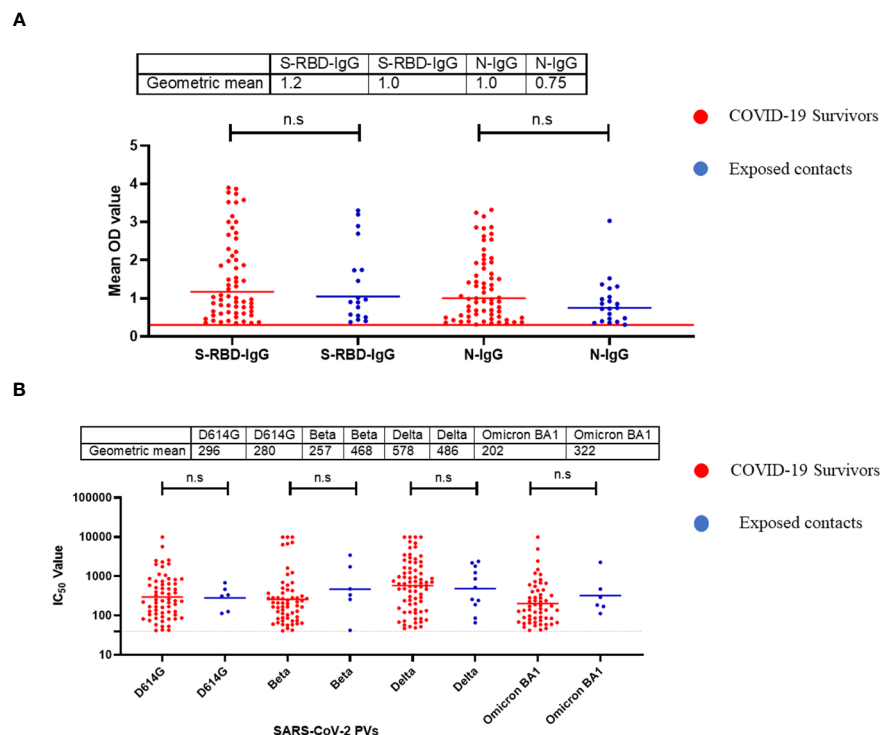 A
S-RBD-IgG S-RBD-IgG N-IgG N-IgG
Geometric mean 1.2 1.0 1.0 0.75
n.s n.s
COVID-19 Survivors
Exposed contacts
Mean OD value
5
4
3
2
1
0
S-RBD-IgG S-RBD-IgG N-IgG N-IgG
B
D614G D614G Beta Beta Delta Delta Omicron BA1 Omicron BA1
Geometric mean 296 280 257 468 578 486 202 322
n.s n.s n.s n.s
COVID-19 Survivors
Exposed contacts
IC50 Value
100000
10000
1000
100
10
D614G D614G Beta Beta Delta Delta Omicron BA1 Omicron BA1
SARS-CoV-2 PVs